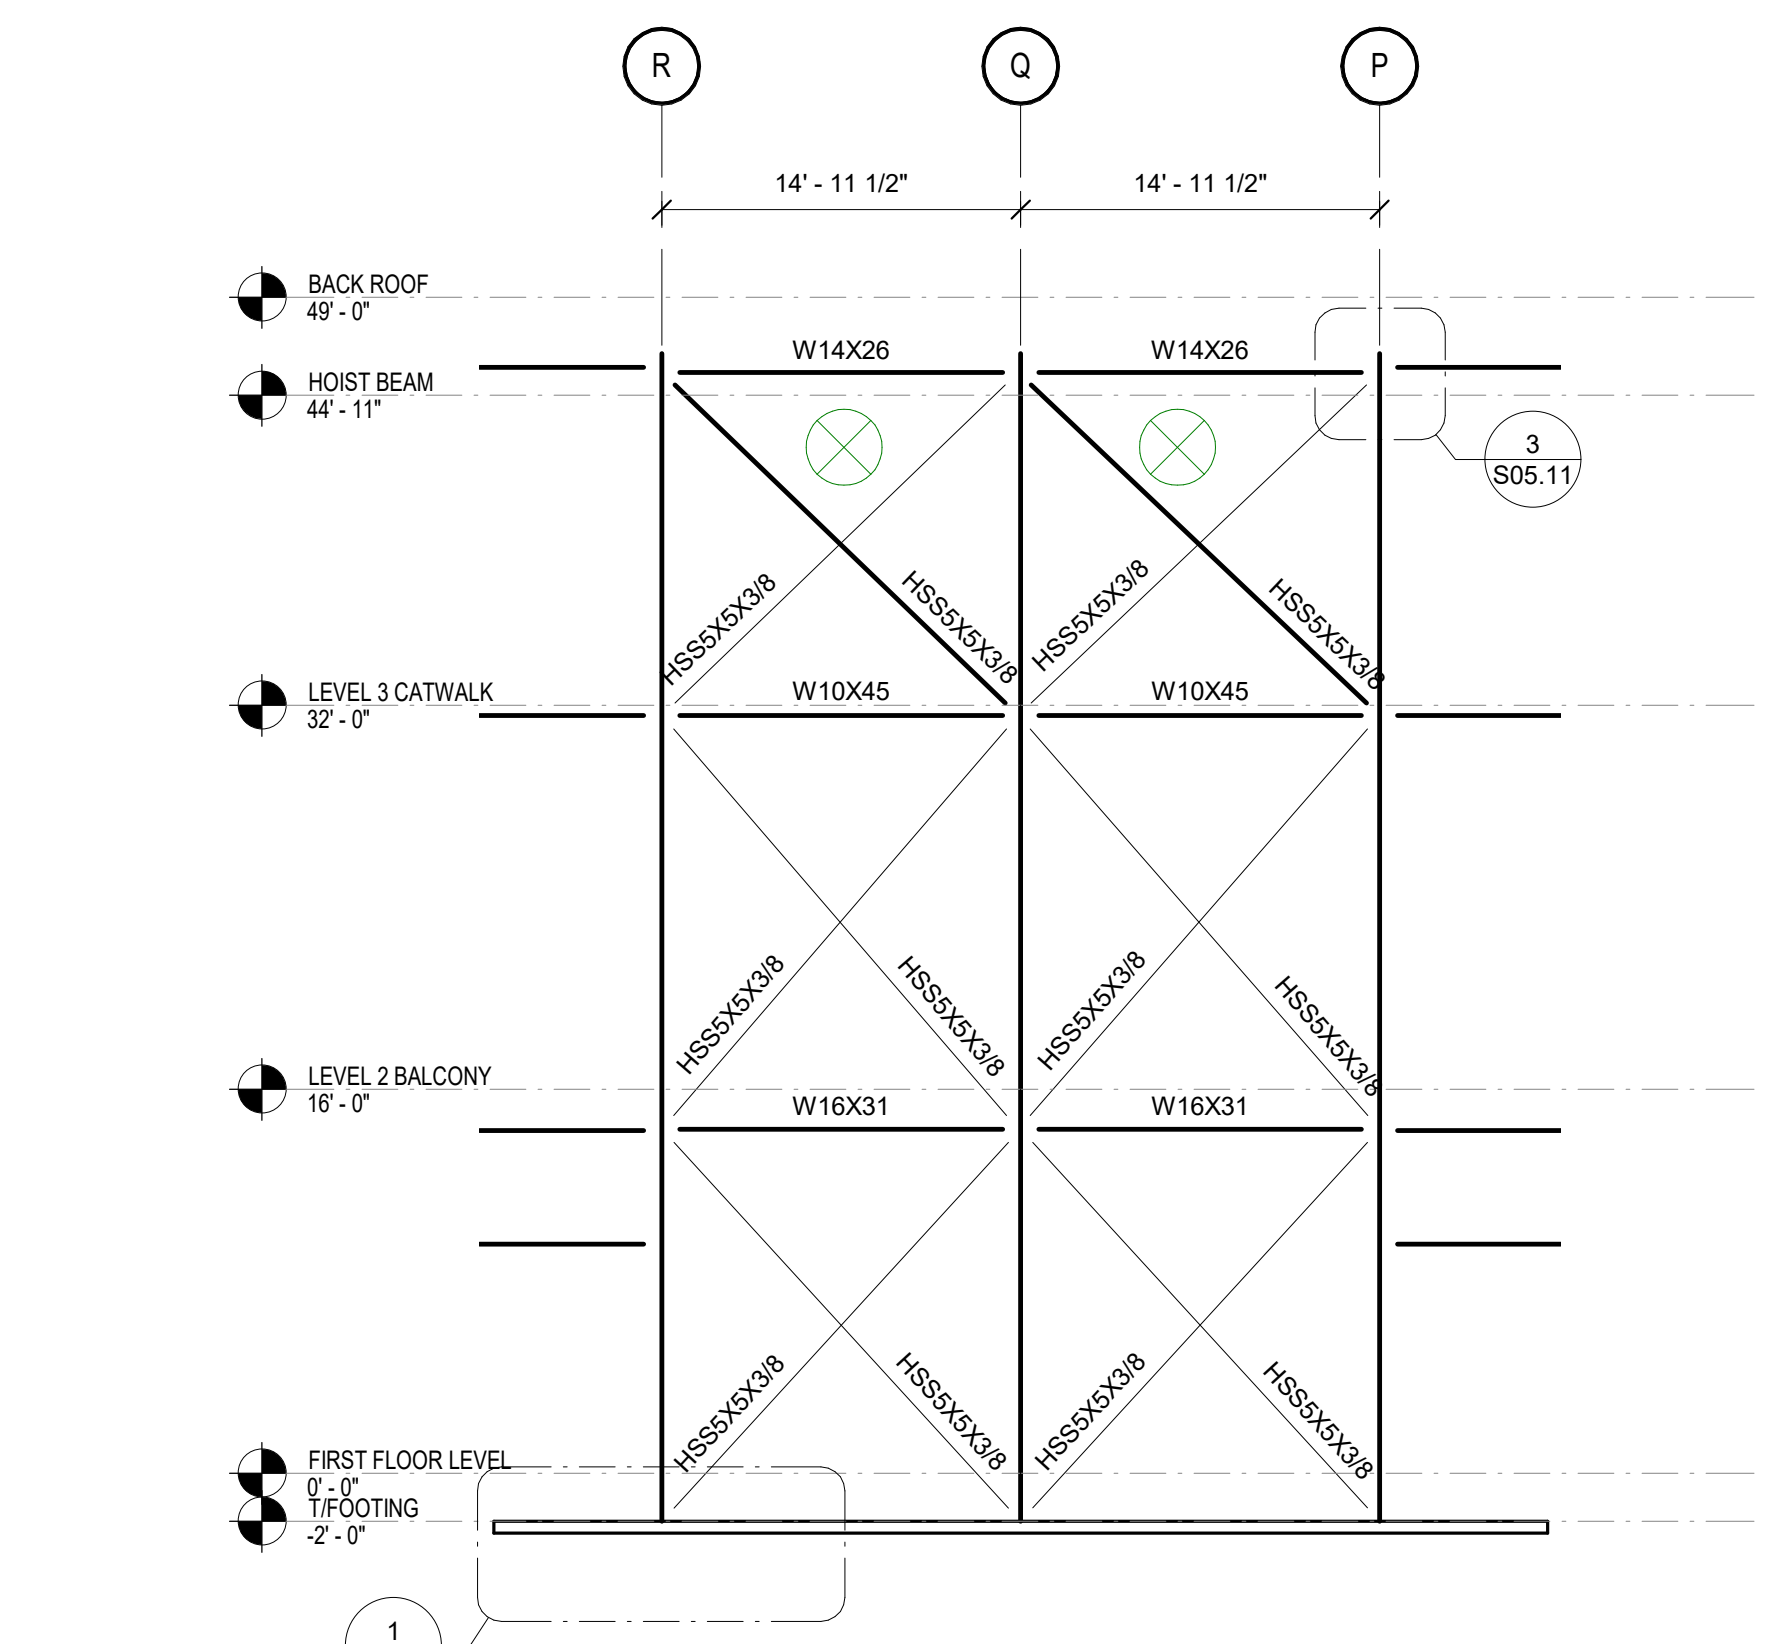 R
Q
P
14' - 11 1/2"
14' - 11 1/2"
BACK ROOF
49' - 0"
W14X26
W14X26
HOIST BEAM
44' - 11"
3
S05.11
HSS5X5X3/8
HSS5X5X3/8
HSS5X5X3/8
HSS5X5X3/8
LEVEL 3 CATWALK
32' - 0"
W10X45
W10X45
HSS5X5X3/8
HSS5X5X3/8
HSS5X5X3/8
HSS5X5X3/8
LEVEL 2 BALCONY
16' - 0"
W16X31
W16X31
HSS5X5X3/8
HSS5X5X3/8
HSS5X5X3/8
HSS5X5X3/8
FIRST FLOOR LEVEL
0' - 0"
T/FOOTING
-2' - 0"
1